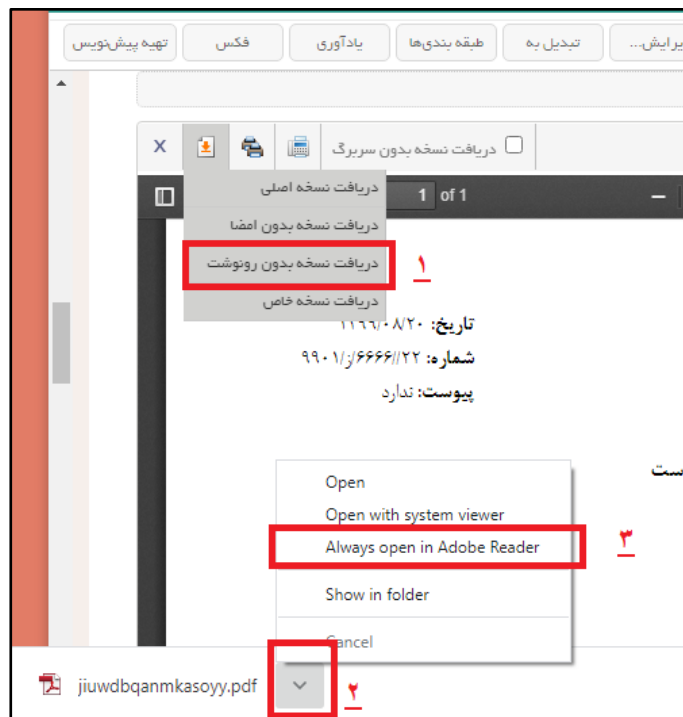 تهیه پیش‌نویس فکس یادآوری طبقه بندی‌ها تبدیل به یرایش...
X دریافت نسخه بدون سربرگ
دریافت نسخه اصلی
1 of 1
دریافت نسخه بدون امضا
دریافت نسخه بدون رونوشت
۱
دریافت نسخه خاص
تاریخ: ۱۳۹۹/۰۸/۲۰
شماره: ۲۲//۶۶۶۶/ز/۹۹۰۱
پیوست: ندارد
ست
Open
Open with system viewer
Always open in Adobe Reader
۳
Show in folder
Cancel
jiuwdbqanmkasoyy.pdf
۲